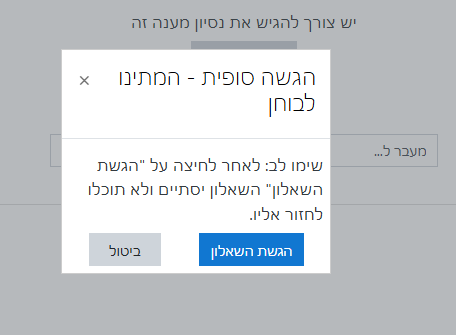 יש צורך להגיש את נסיון מענה זה
הגשה סופית - המתינו
לבוחן
×
מעבר ל...
שימו לב: לאחר לחיצה על "הגשת
השאלון" השאלון יסתיים ולא תוכלו
לחזור אליו.
הגשת השאלון
ביטול